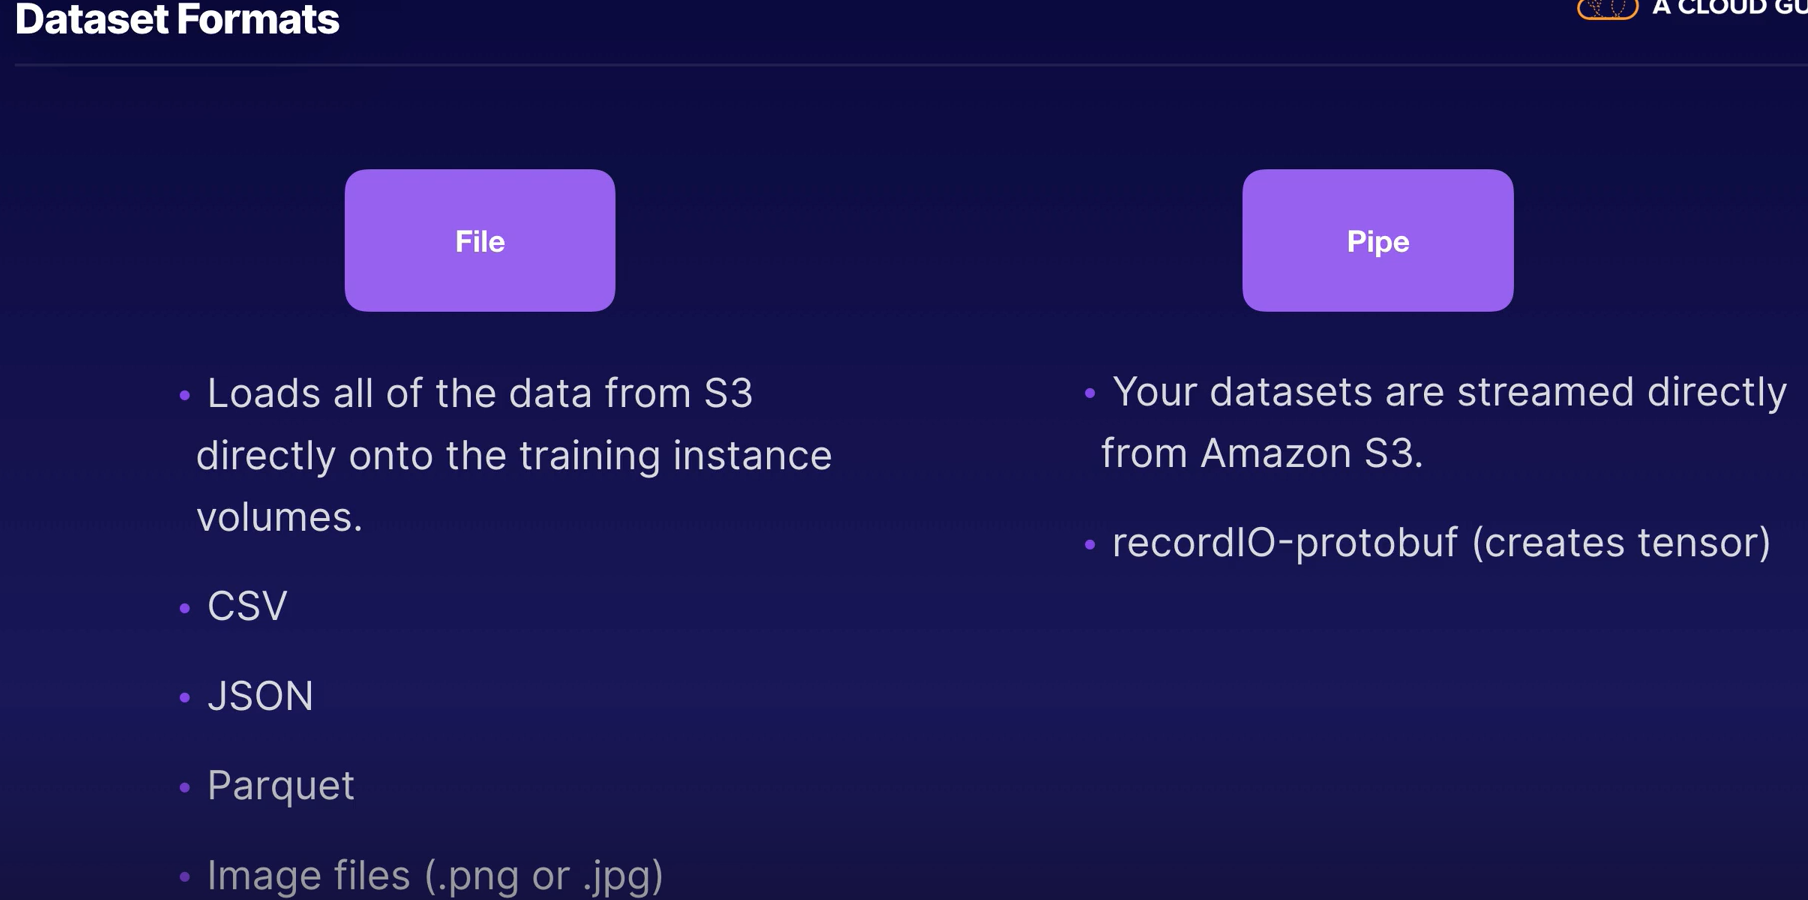 Dataset Formats
A CLOUD GU
File
• Loads all of the data from S3
directly onto the training instance
volumes.
• CSV
• JSON
• Parquet
• Image files (.png or .jpg)
Pipe
• Your datasets are streamed directly
from Amazon S3.
• recordIO-protobuf (creates tensor)